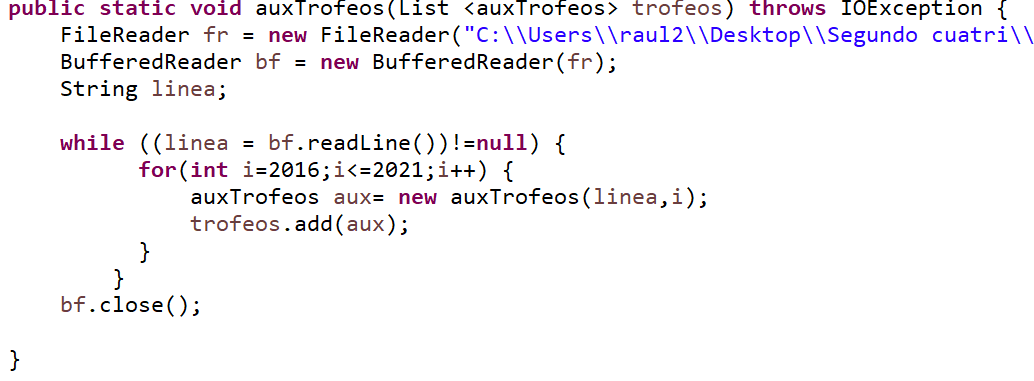 public static void auxTrofeos(List <auxTrofeos> trofeos) throws IOException {
FileReader fr = new FileReader("C:\\Users\\raul2\\Desktop\\Segundo cuatri\\
BufferedReader bf = new BufferedReader(fr);
String linea;
while ((linea = bf.readLine())!=null) {
for(int i=2016;i<=2021;i++) {
auxTrofeos aux= new auxTrofeos(linea,i);
trofeos.add(aux);
}
}
bf.close();
}